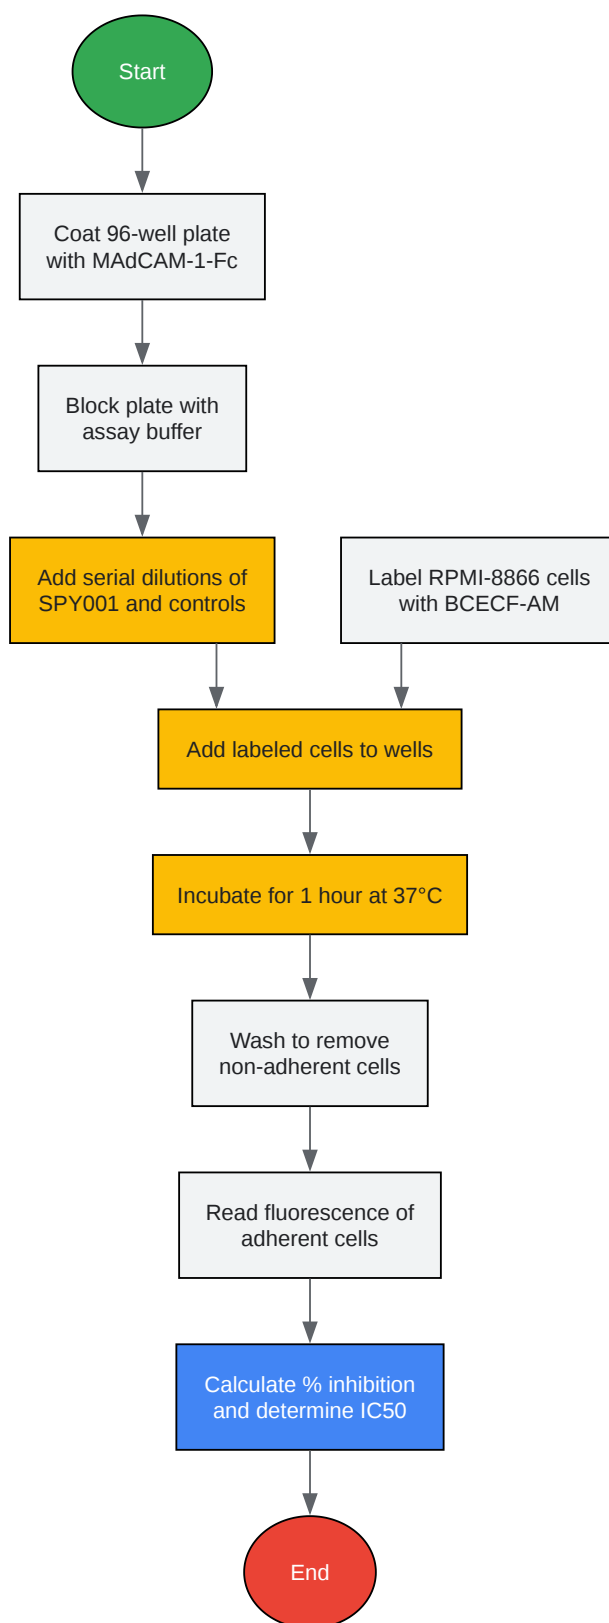 Start
Coat 96-well plate
with MAdCAM-1-Fc
Block plate with
assay buffer
Add serial dilutions of
SPY001 and controls
Label RPMI-8866 cells
with BCECF-AM
Add labeled cells to wells
Incubate for 1 hour at 37°C
Wash to remove
non-adherent cells
Read fluorescence of
adherent cells
Calculate % inhibition
and determine IC50
End